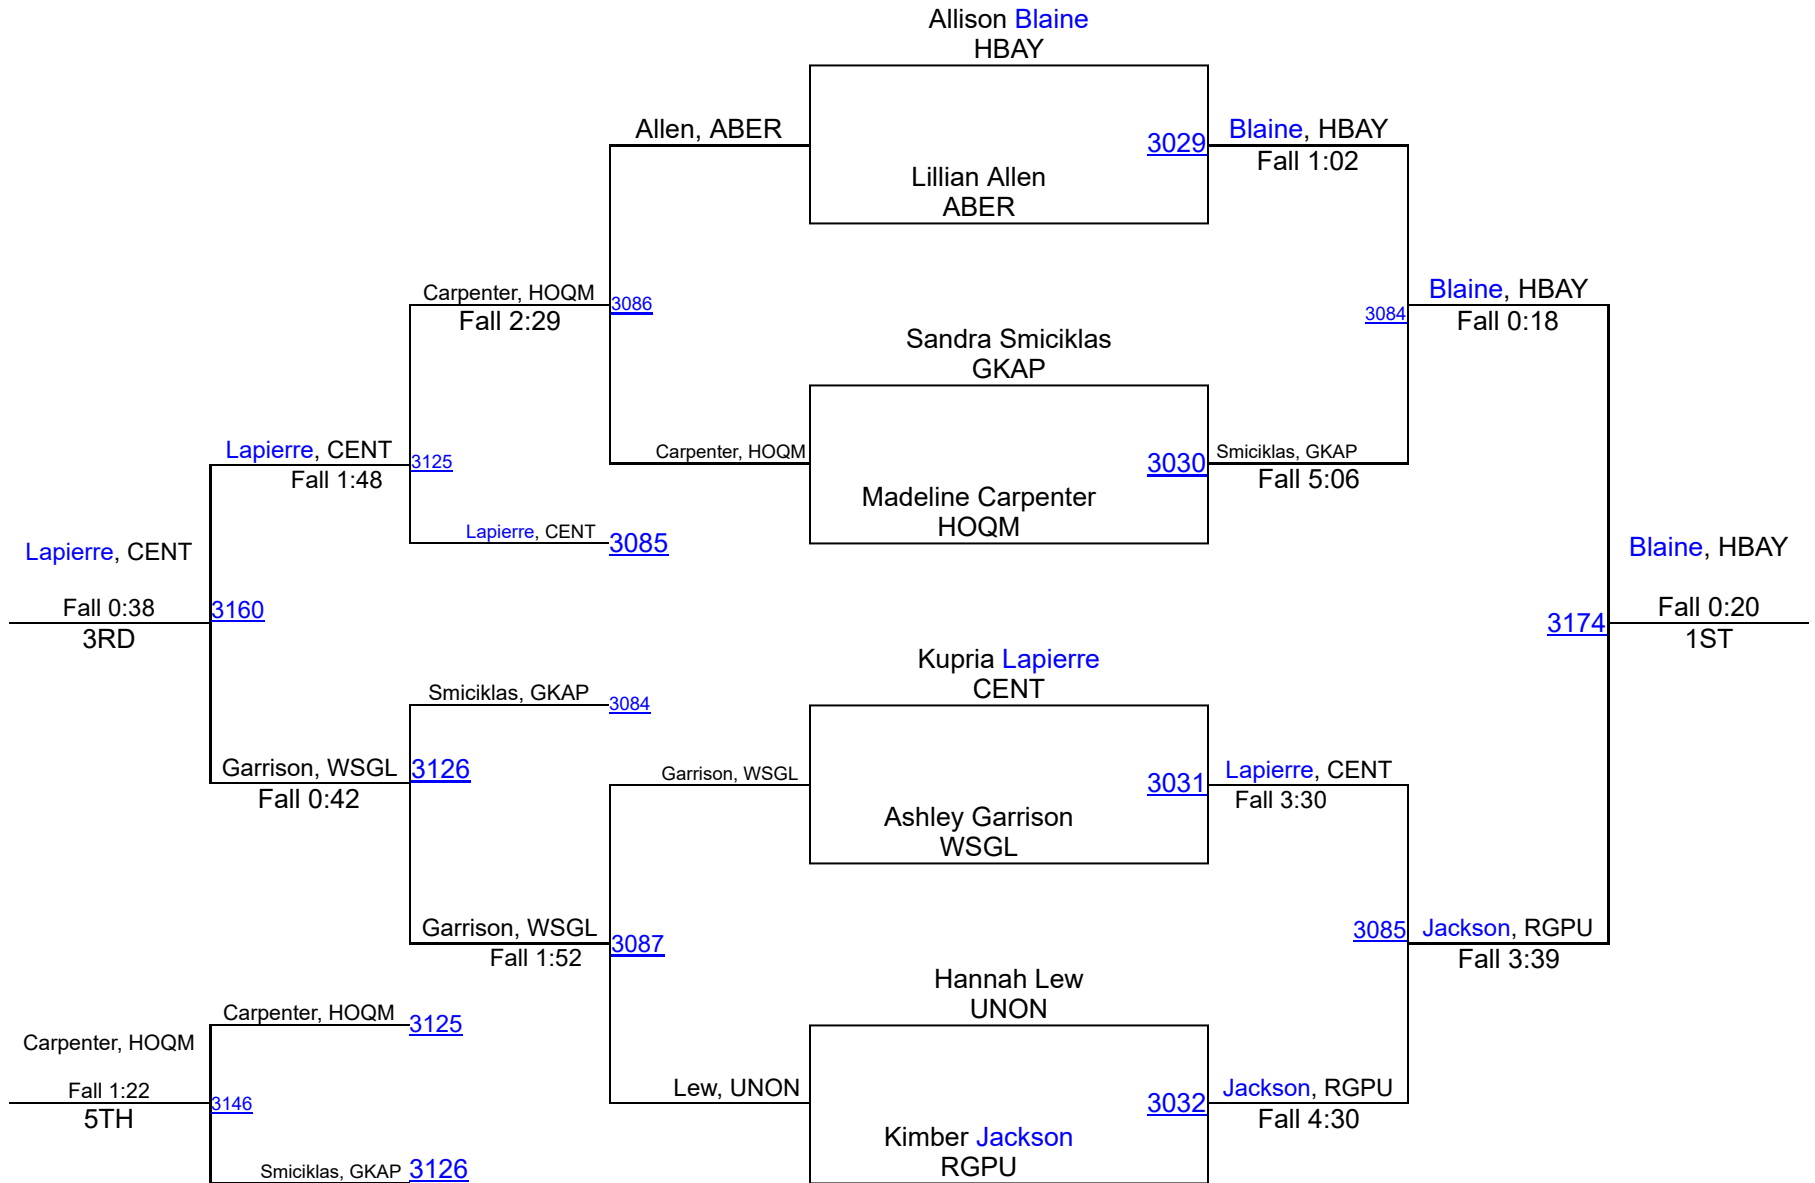 Allison Blaine
HBAY
Allen, ABER
3029
Blaine, HBAY
Fall 1:02
Lillian Allen
ABER
Carpenter, HOQM
3086
Fall 2:29
3084
Blaine, HBAY
Fall 0:18
Sandra Smiciklas
GKAP
Lapierre, CENT
3125
Fall 1:48
Carpenter, HOQM
3030
Smiciklas, GKAP
Fall 5:06
Madeline Carpenter
HOQM
Lapierre, CENT
3085
Lapierre, CENT
Fall 0:38
3160
3RD
Blaine, HBAY
3174
Fall 0:20
1ST
Kupria Lapierre
CENT
Smiciklas, GKAP
3084
Garrison, WSGL
3126
Fall 0:42
Garrison, WSGL
3031
Lapierre, CENT
Fall 3:30
Ashley Garrison
WSGL
Garrison, WSGL
3087
Fall 1:52
3085
Jackson, RGPU
Fall 3:39
Hannah Lew
UNON
Carpenter, HOQM
3125
Carpenter, HOQM
Fall 1:22
3146
5TH
Lew, UNON
3032
Jackson, RGPU
Fall 4:30
Kimber Jackson
RGPU
Smiciklas, GKAP
3126